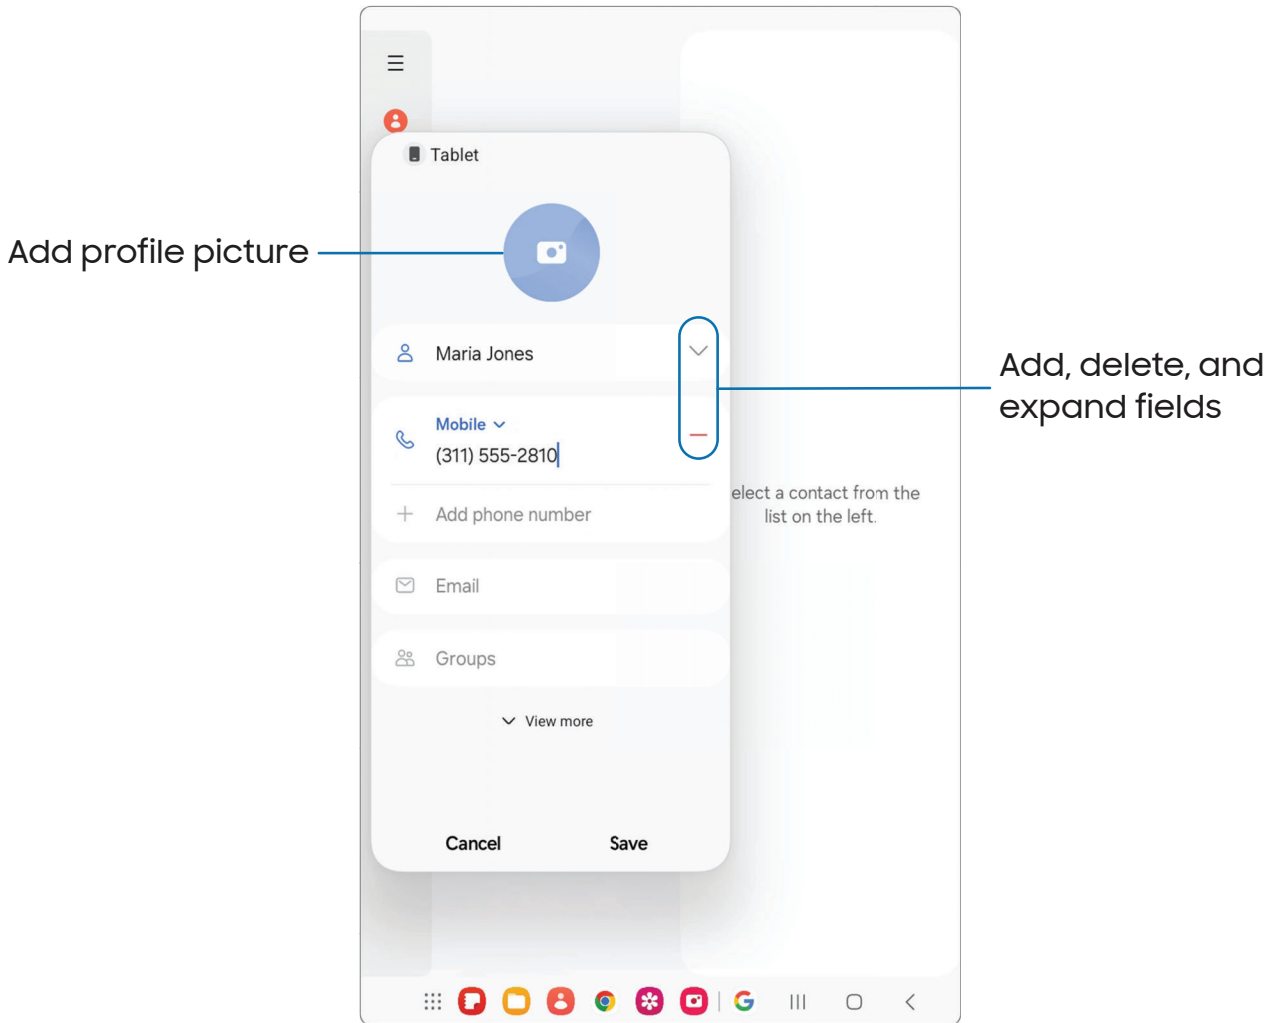 Tablet
Add profile picture
Maria Jones
Add, delete, and
expand fields
Mobile
(311) 555-2810
elect a contact from the
list on the left.
Add phone number
Email
Groups
View more
Cancel
Save